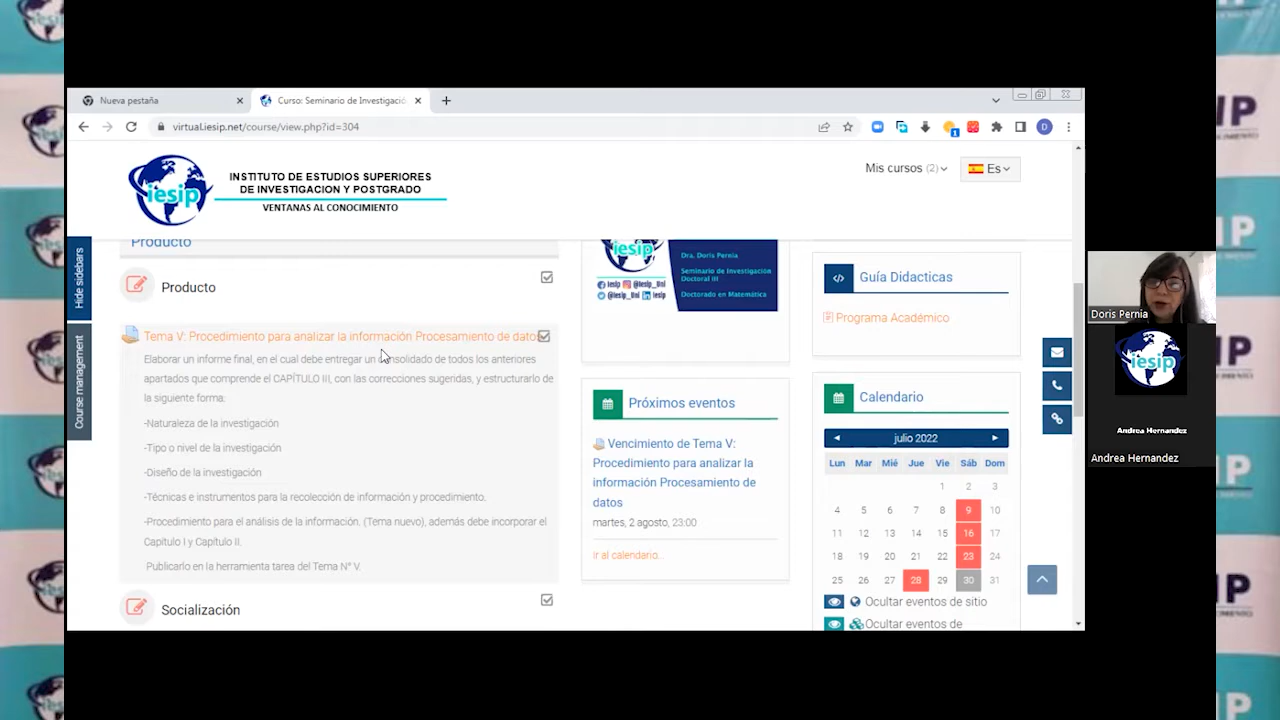 Nueva pestaña
Curso: Seminario de Investigació
virtual.iesip.net/course/view.php?id=304
D
iesip
INSTITUTO DE ESTUDIOS SUPERIORES
DE INVESTIGACION Y POSTGRADO
VENTANAS AL CONOCIMIENTO
Mis cursos (2)
Es
Hide sidebars
Course management
Producto
Producto
Tema V: Procedimiento para analizar la información Procesamiento de datos
Elaborar un informe final, en el cual debe entregar un consolidado de todos los anteriores
apartados que comprende el CAPÍTULO III, con las correcciones sugeridas, y estructurarlo de
la siguiente forma:
-Naturaleza de la investigación
-Tipo o nivel de la investigación
-Diseño de la investigación
-Técnicas e instrumentos para la recolección de información y procedimiento.
-Procedimiento para el análisis de la información. (Tema nuevo), además debe incorporar el
Capítulo I y Capítulo II.
Publicarlo en la herramienta tarea del Tema N° V.
Socialización
iesip
Dra. Doris Pernía
Seminario de Investigación
Doctoral III
Doctorado en Matemática
iesip @iesip_Uni
@iesip_Uni iesip
Próximos eventos
Vencimiento de Tema V:
Procedimiento para analizar la
información Procesamiento de
datos
martes, 2 agosto, 23:00
Ir al calendario...
Guía Didacticas
Programa Académico
Calendario
julio 2022
Lun Mar Mié Jue Vie Sáb Dom
1 2 3
4 5 6 7 8 9 10
11 12 13 14 15 16 17
18 19 20 21 22 23 24
25 26 27 28 29 30 31
Ocultar eventos de sitio
Ocultar eventos de
Doris Pernia
iesip
Andrea Hernandez
Andrea Hernandez